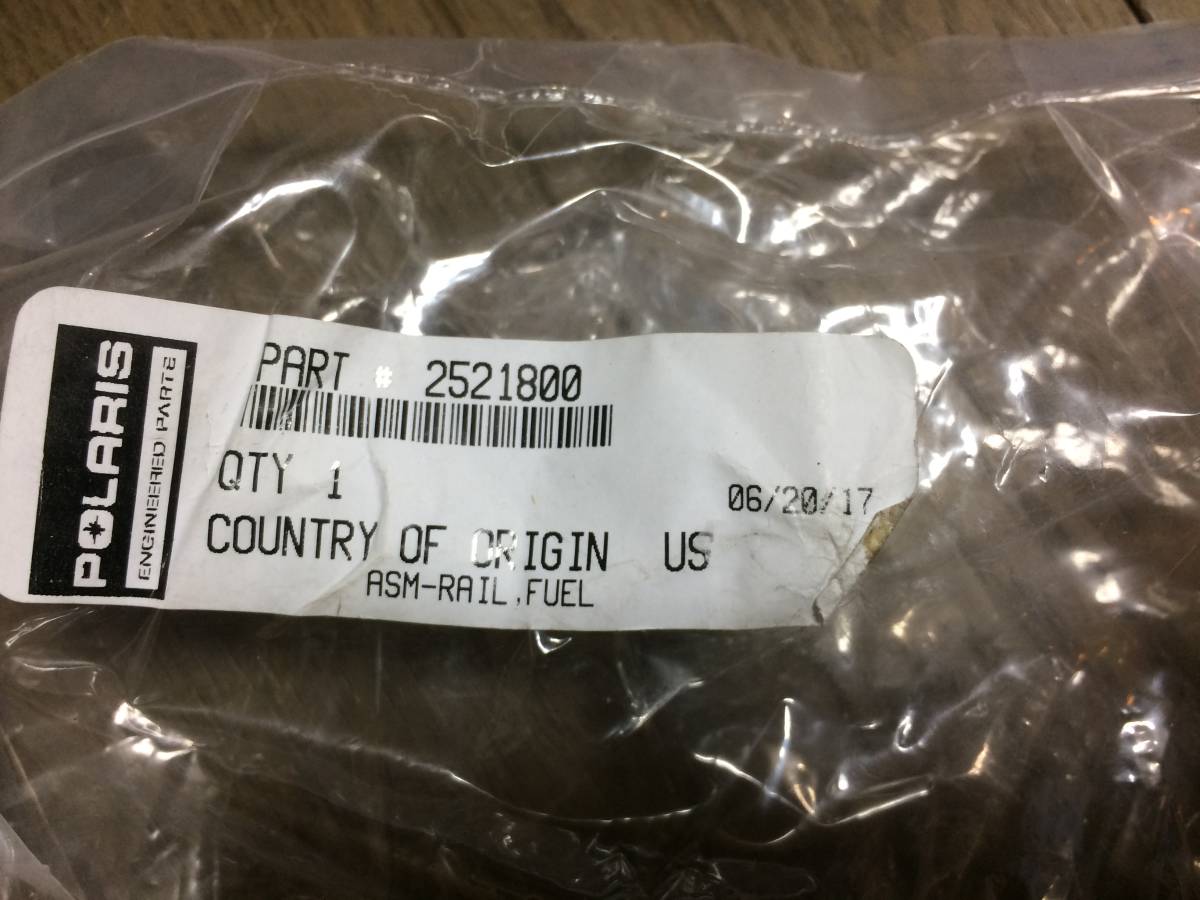 POLARIS
ENGINEERED PARTS
PART # 2521800
QTY 1
06/20/17
COUNTRY OF ORIGIN US
ASM-RAIL,FUEL